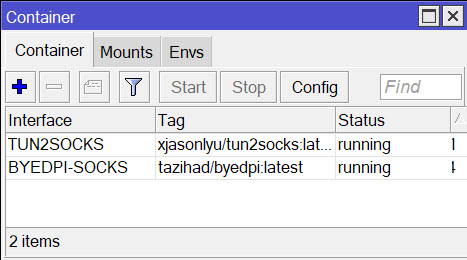 Container
Container Mounts Envs
Start Stop Config Find
Interface Tag Status
TUN2SOCKS xjasonlyu/tun2socks:lat... running
BYEDPI-SOCKS tazihad/byedpi:latest running
2 items